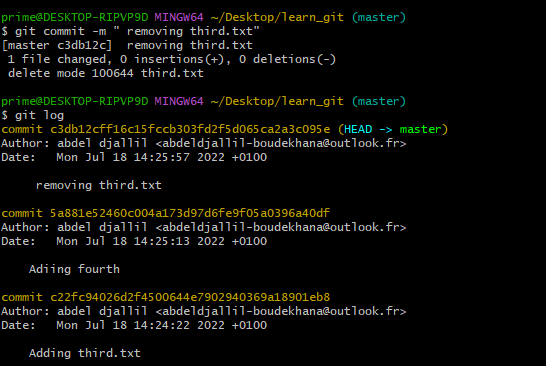 prime@DESKTOP-RIPVP9D MINGW64 ~/Desktop/learn_git (master)
$ git commit -m " removing third.txt"
[master c3db12c]  removing third.txt
 1 file changed, 0 insertions(+), 0 deletions(-)
 delete mode 100644 third.txt

prime@DESKTOP-RIPVP9D MINGW64 ~/Desktop/learn_git (master)
$ git log
commit c3db12cff16c15fccb303fd2f5d065ca2a3c095e (HEAD -> master)
Author: abdel djallil <abdeljallil-boudekhana@outlook.fr>
Date:   Mon Jul 18 14:25:57 2022 +0100

     removing third.txt

commit 5a881e52460c004a173d97d6fe9f05a0396a40df
Author: abdel djallil <abdeldjallil-boudekhana@outlook.fr>
Date:   Mon Jul 18 14:25:13 2022 +0100

    Adiing fourth

commit c22fc94026d2f4500644e7902940369a18901eb8
Author: abdel djallil <abdeldjallil-boudekhana@outlook.fr>
Date:   Mon Jul 18 14:24:22 2022 +0100

    Adding third.txt